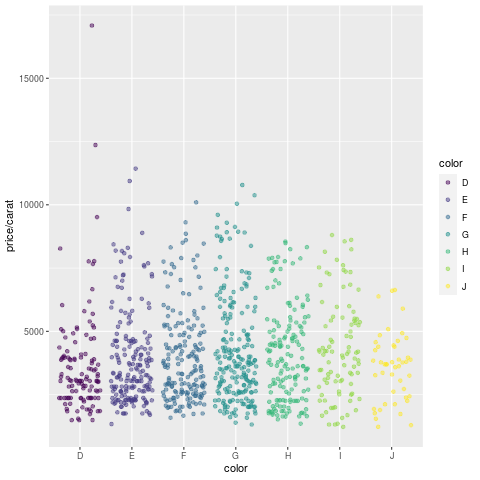 15000
10000
5000
price/carat
D E F G H I J
color
color
D
E
F
G
H
I
J